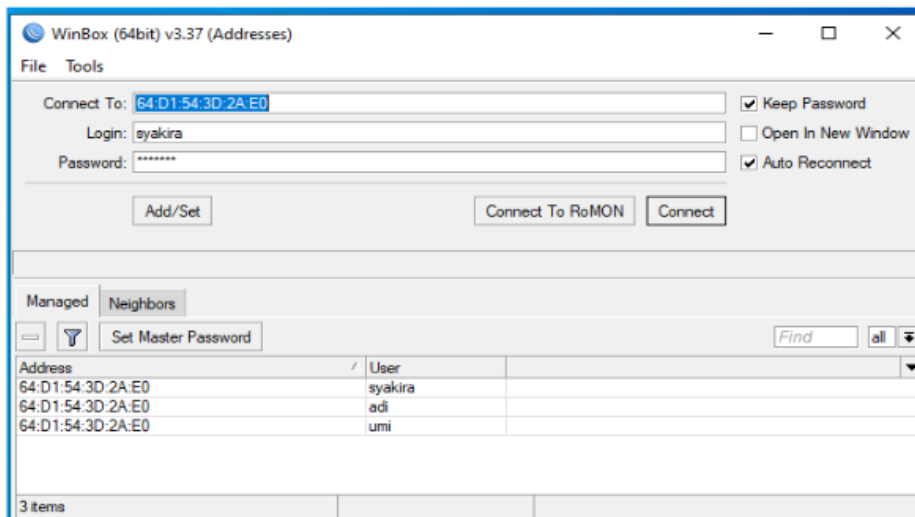 WinBox (64bit) v3.37 (Addresses)
File Tools
Connect To: 64:D1:54:3D:2A:E0 Keep Password
Login: syakira Open In New Window
Password: ******* Auto Reconnect
Add/Set Connect To RoMON Connect
Managed Neighbors
Set Master Password Find all
Address User
64:D1:54:3D:2A:E0 syakira
64:D1:54:3D:2A:E0 adi
64:D1:54:3D:2A:E0 umi
3 items